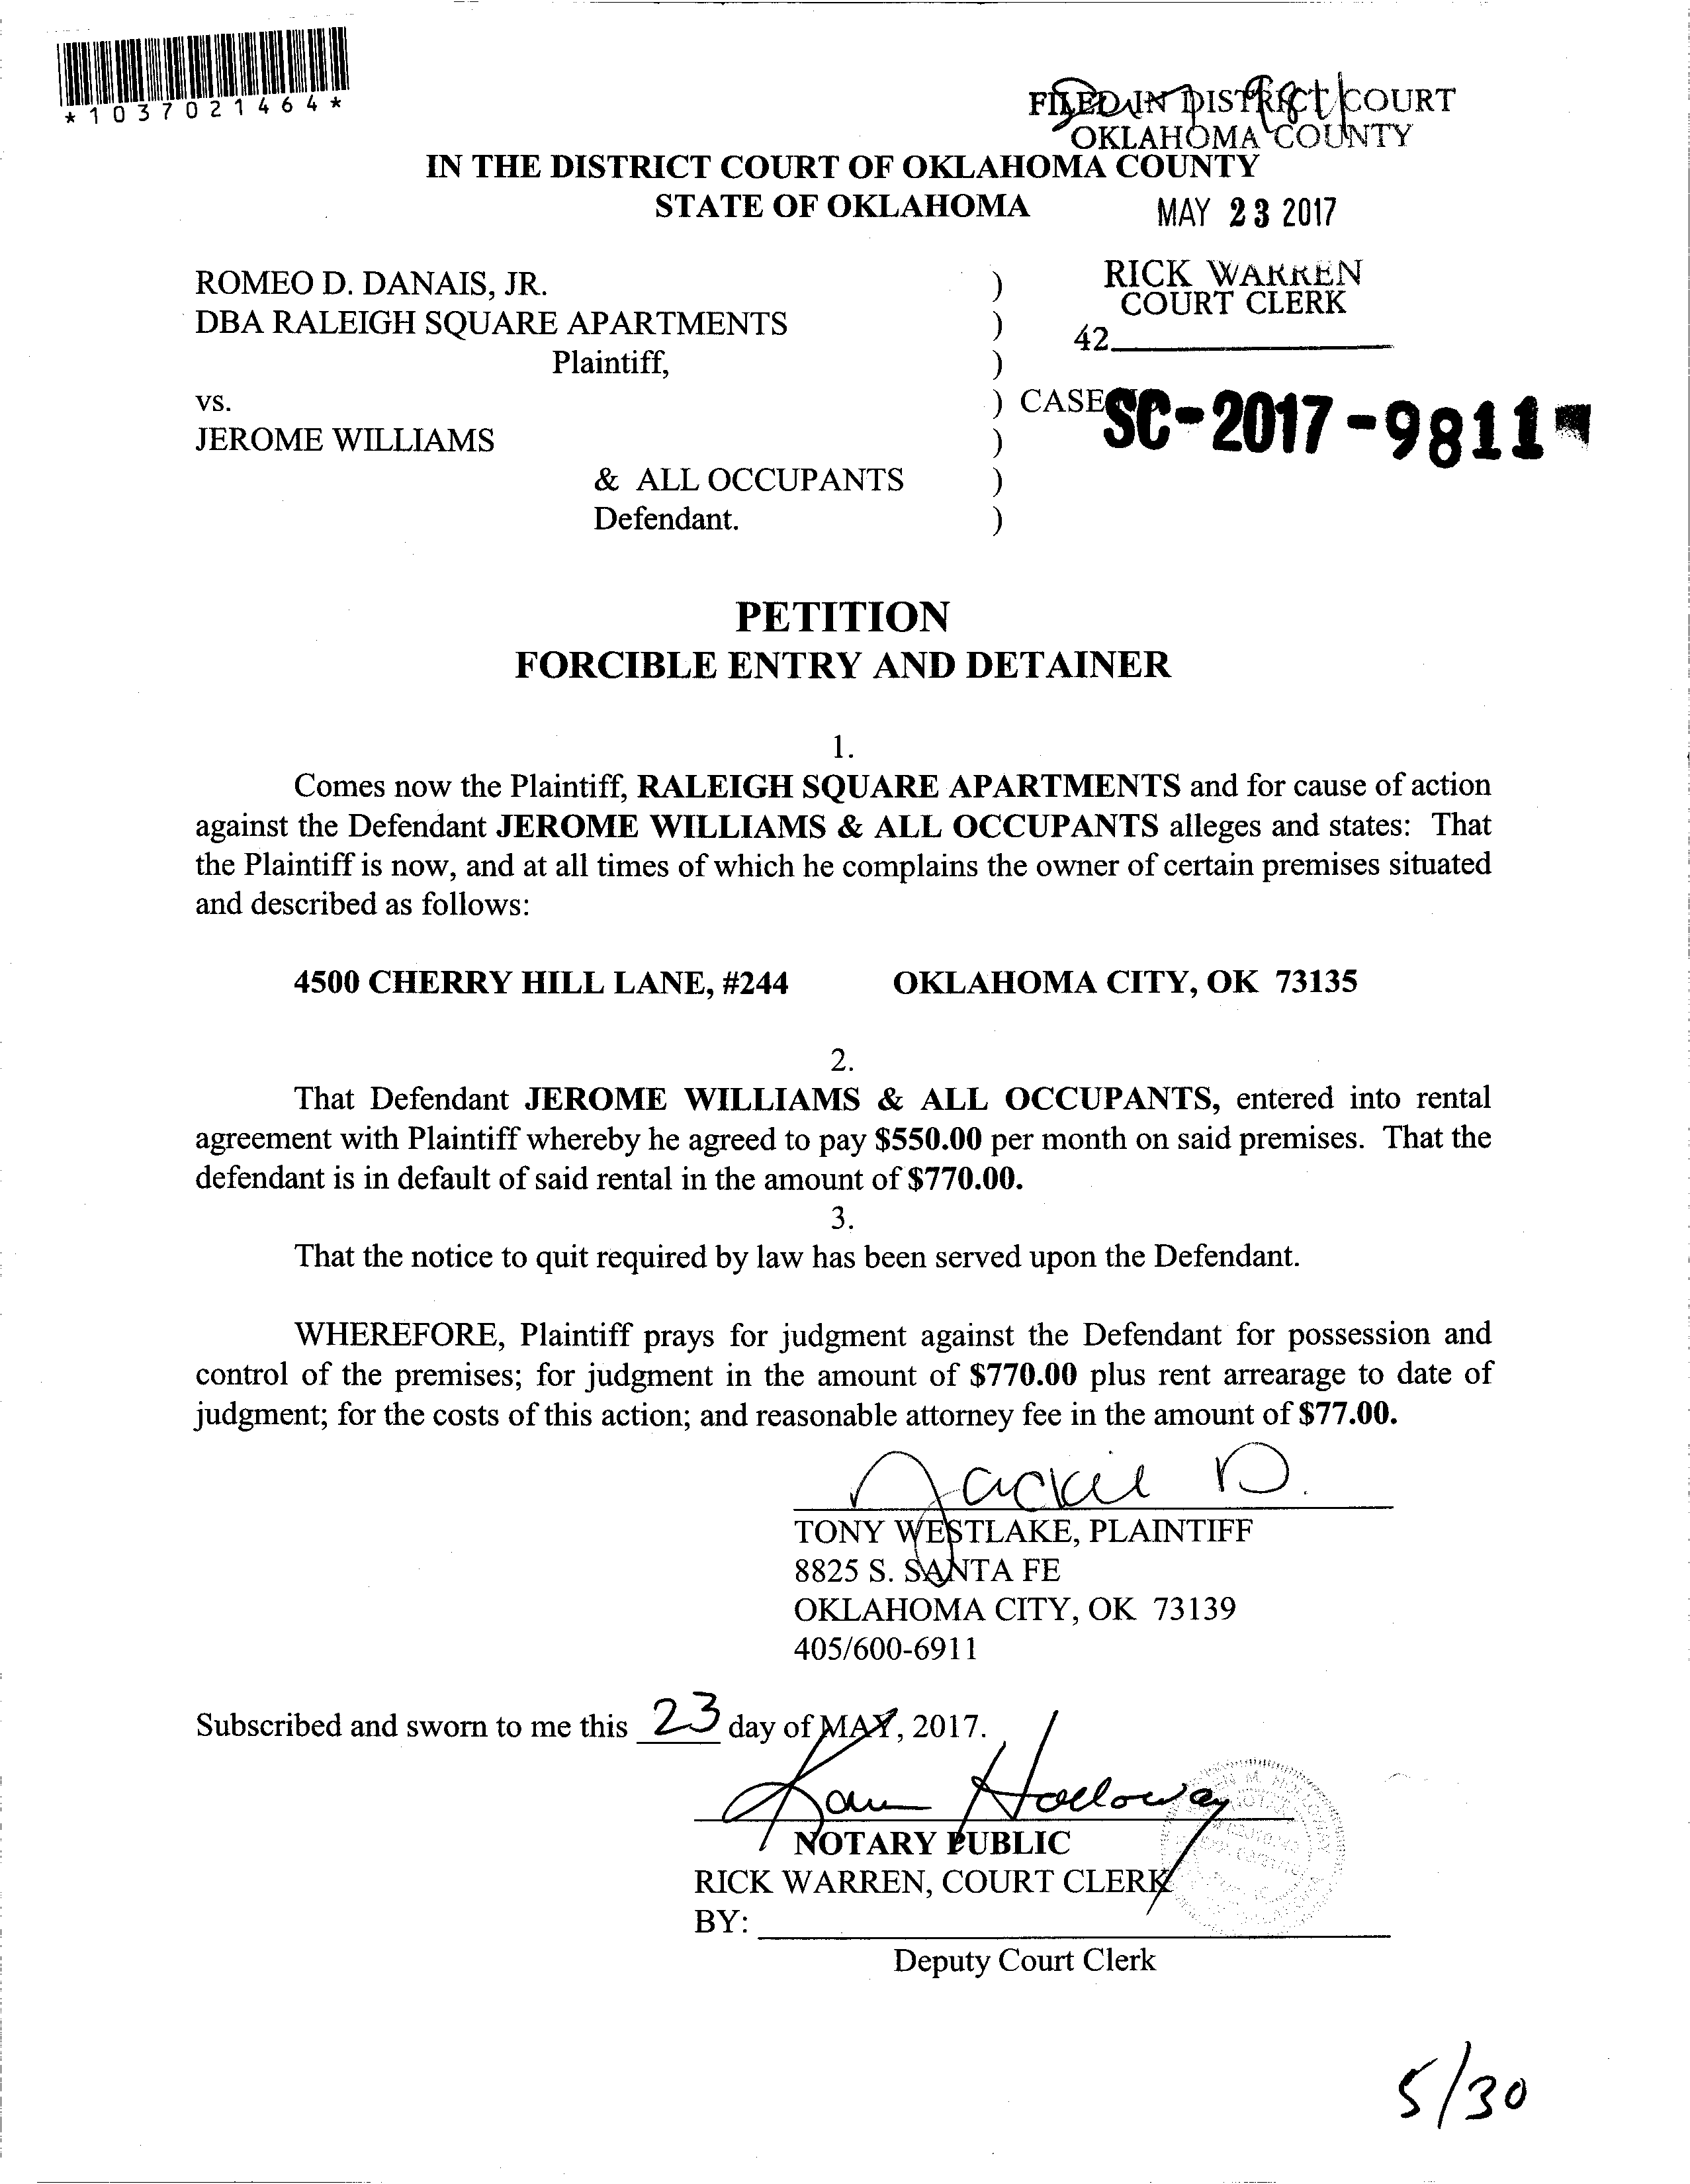 *1037021464*
FILED IN DISTRICT COURT
OKLAHOMA COUNTY
IN THE DISTRICT COURT OF OKLAHOMA COUNTY
STATE OF OKLAHOMA
MAY 23 2017
ROMEO D. DANAIS, JR. )
RICK WARREN
COURT CLERK
DBA RALEIGH SQUARE APARTMENTS )
42
Plaintiff, )
vs. ) CASE SC-2017-9811
JEROME WILLIAMS )
& ALL OCCUPANTS )
Defendant. )
PETITION
FORCIBLE ENTRY AND DETAINER
1.
Comes now the Plaintiff, RALEIGH SQUARE APARTMENTS and for cause of action
against the Defendant JEROME WILLIAMS & ALL OCCUPANTS alleges and states: That
the Plaintiff is now, and at all times of which he complains the owner of certain premises situated
and described as follows:
4500 CHERRY HILL LANE, #244 OKLAHOMA CITY, OK 73135
2.
That Defendant JEROME WILLIAMS & ALL OCCUPANTS, entered into rental
agreement with Plaintiff whereby he agreed to pay $550.00 per month on said premises. That the
defendant is in default of said rental in the amount of $770.00.
3.
That the notice to quit required by law has been served upon the Defendant.
WHEREFORE, Plaintiff prays for judgment against the Defendant for possession and
control of the premises; for judgment in the amount of $770.00 plus rent arrearage to date of
judgment; for the costs of this action; and reasonable attorney fee in the amount of $77.00.
Jackie D.
TONY WESTLAKE, PLAINTIFF
8825 S. SANTA FE
OKLAHOMA CITY, OK 73139
405/600-6911
Subscribed and sworn to me this 23 day of MAY, 2017.
Karen Holloway
NOTARY PUBLIC
RICK WARREN, COURT CLERK
BY:
Deputy Court Clerk
5/30